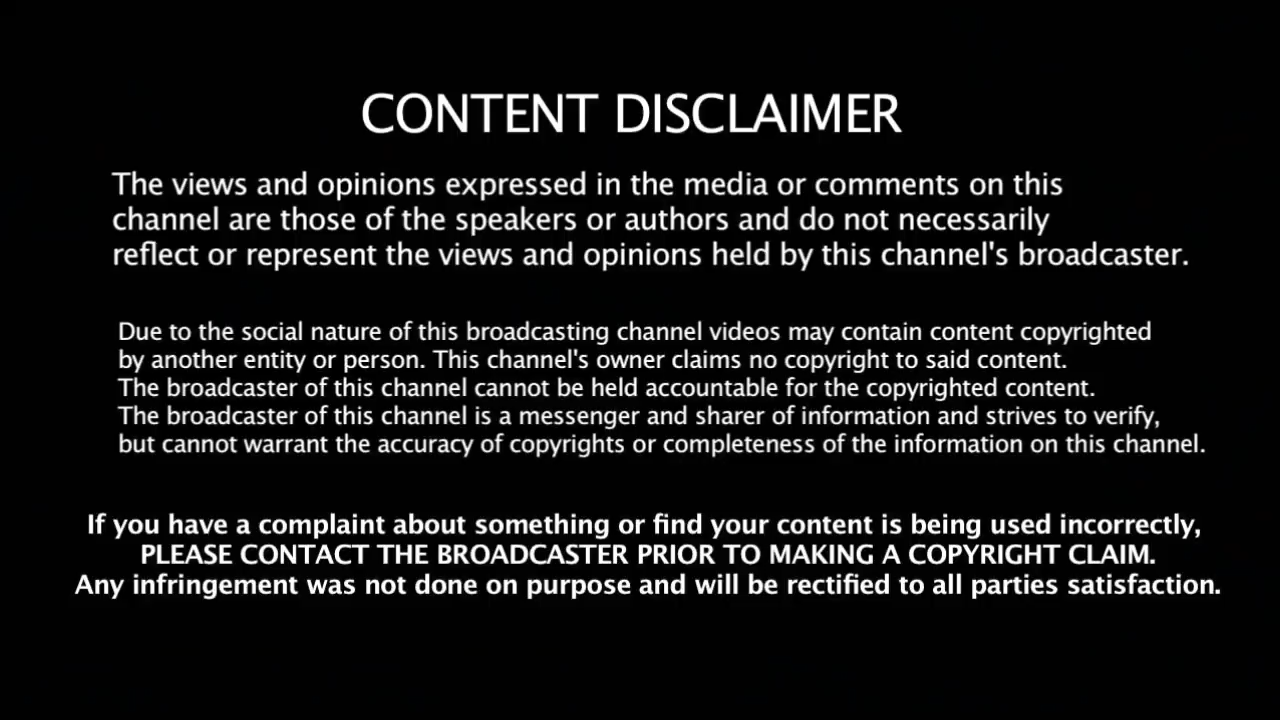 CONTENT DISCLAIMER
The views and opinions expressed in the media or comments on this
channel are those of the speakers or authors and do not necessarily
reflect or represent the views and opinions held by this channel's broadcaster.
Due to the social nature of this broadcasting channel videos may contain content copyrighted
by another entity or person. This channel's owner claims no copyright to said content.
The broadcaster of this channel cannot be held accountable for the copyrighted content.
The broadcaster of this channel is a messenger and sharer of information and strives to verify,
but cannot warrant the accuracy of copyrights or completeness of the information on this channel.
If you have a complaint about something or find your content is being used incorrectly,
PLEASE CONTACT THE BROADCASTER PRIOR TO MAKING A COPYRIGHT CLAIM.
Any infringement was not done on purpose and will be rectified to all parties satisfaction.